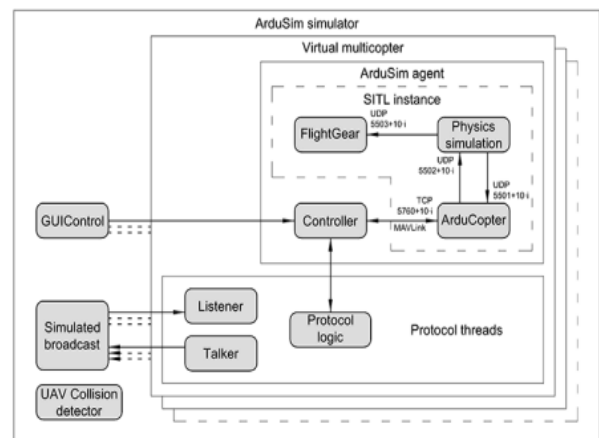 ArduSim simulator
Virtual multicopter
ArduSim agent
SITL instance
UDP
5503+10·i
FlightGear
Physics
simulation
UDP
5502+10·i
UDP
5501+10·i
TCP
5760+10·i
GUIControl
Controller
MAVLink
ArduCopter
Listener
Simulated
broadcast
Protocol
logic
Protocol threads
Talker
UAV Collision
detector